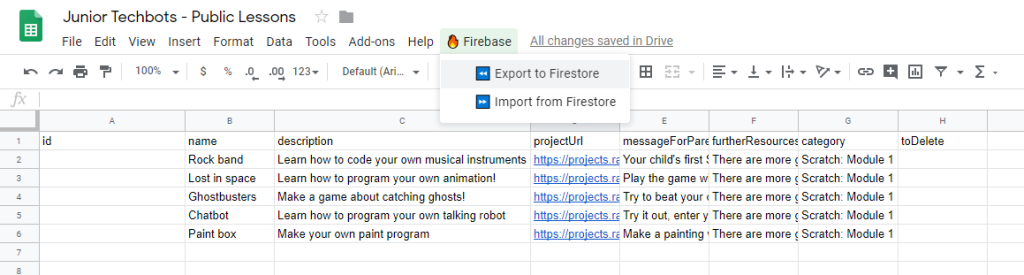 Junior Techbots - Public Lessons
File Edit View Insert Format Data Tools Add-ons Help Firebase All changes saved in Drive
100% $ % .0 .00 123 Default (Ari...
Export to Firestore
Import from Firestore
fx
A B C E F G H
1 id name description projectUrl messageForPare furtherResources category toDelete
2 Rock band Learn how to code your own musical instruments https://projects.ra Your child's first S There are more g Scratch: Module 1
3 Lost in space Learn how to program your own animation! https://projects.ra Play the game w There are more g Scratch: Module 1
4 Ghostbusters Make a game about catching ghosts! https://projects.ra Try to beat your There are more g Scratch: Module 1
5 Chatbot Learn how to program your own talking robot https://projects.ra Try it out, enter y There are more g Scratch: Module 1
6 Paint box Make your own paint program https://projects.ra Make a painting There are more g Scratch: Module 1
7
8